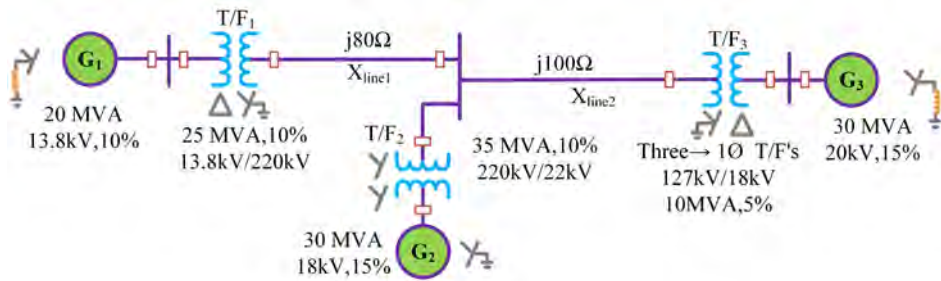 T/F₁
G₁
20 MVA
13.8kV,10%
25 MVA,10%
13.8kV/220kV
j80Ω
X_line1
T/F₂
35 MVA,10%
220kV/22kV
30 MVA
18kV,15%
G₂
j100Ω
X_line2
T/F₃
Three→ 1Ø T/F's
127kV/18kV
10MVA,5%
G₃
30 MVA
20kV,15%